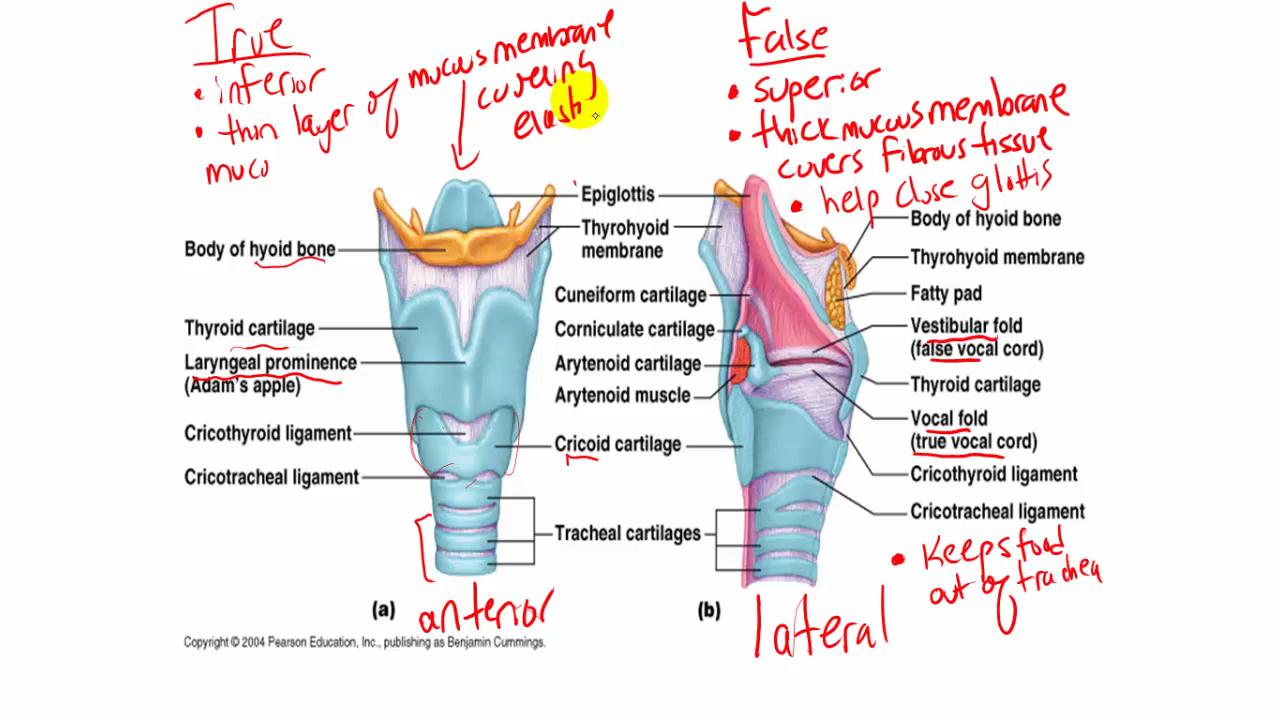 True
• inferior
• thin layer of mucous membrane
muco
covering
elasti
False
• superior
• thick mucous membrane
covers fibrous tissue
• help close glottis
Epiglottis
Thyrohyoid
membrane
Body of hyoid bone
Thyroid cartilage
Laryngeal prominence
(Adam's apple)
Cricothyroid ligament
Cricotracheal ligament
Cuneiform cartilage
Corniculate cartilage
Arytenoid cartilage
Arytenoid muscle
Cricoid cartilage
Tracheal cartilages
Body of hyoid bone
Thyrohyoid membrane
Fatty pad
Vestibular fold
(false vocal cord)
Thyroid cartilage
Vocal fold
(true vocal cord)
Cricothyroid ligament
Cricotracheal ligament
• Keeps food
out of trachea
(a) anterior
(b) lateral
Copyright © 2004 Pearson Education, Inc., publishing as Benjamin Cummings.